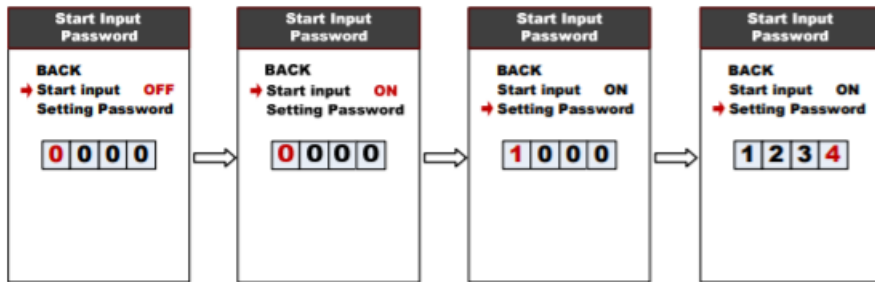 Start Input
Password
BACK
Start input OFF
Setting Password
0 0 0 0
Start Input
Password
BACK
Start input ON
Setting Password
0 0 0 0
Start Input
Password
BACK
Start input ON
Setting Password
1 0 0 0
Start Input
Password
BACK
Start input ON
Setting Password
1 2 3 4